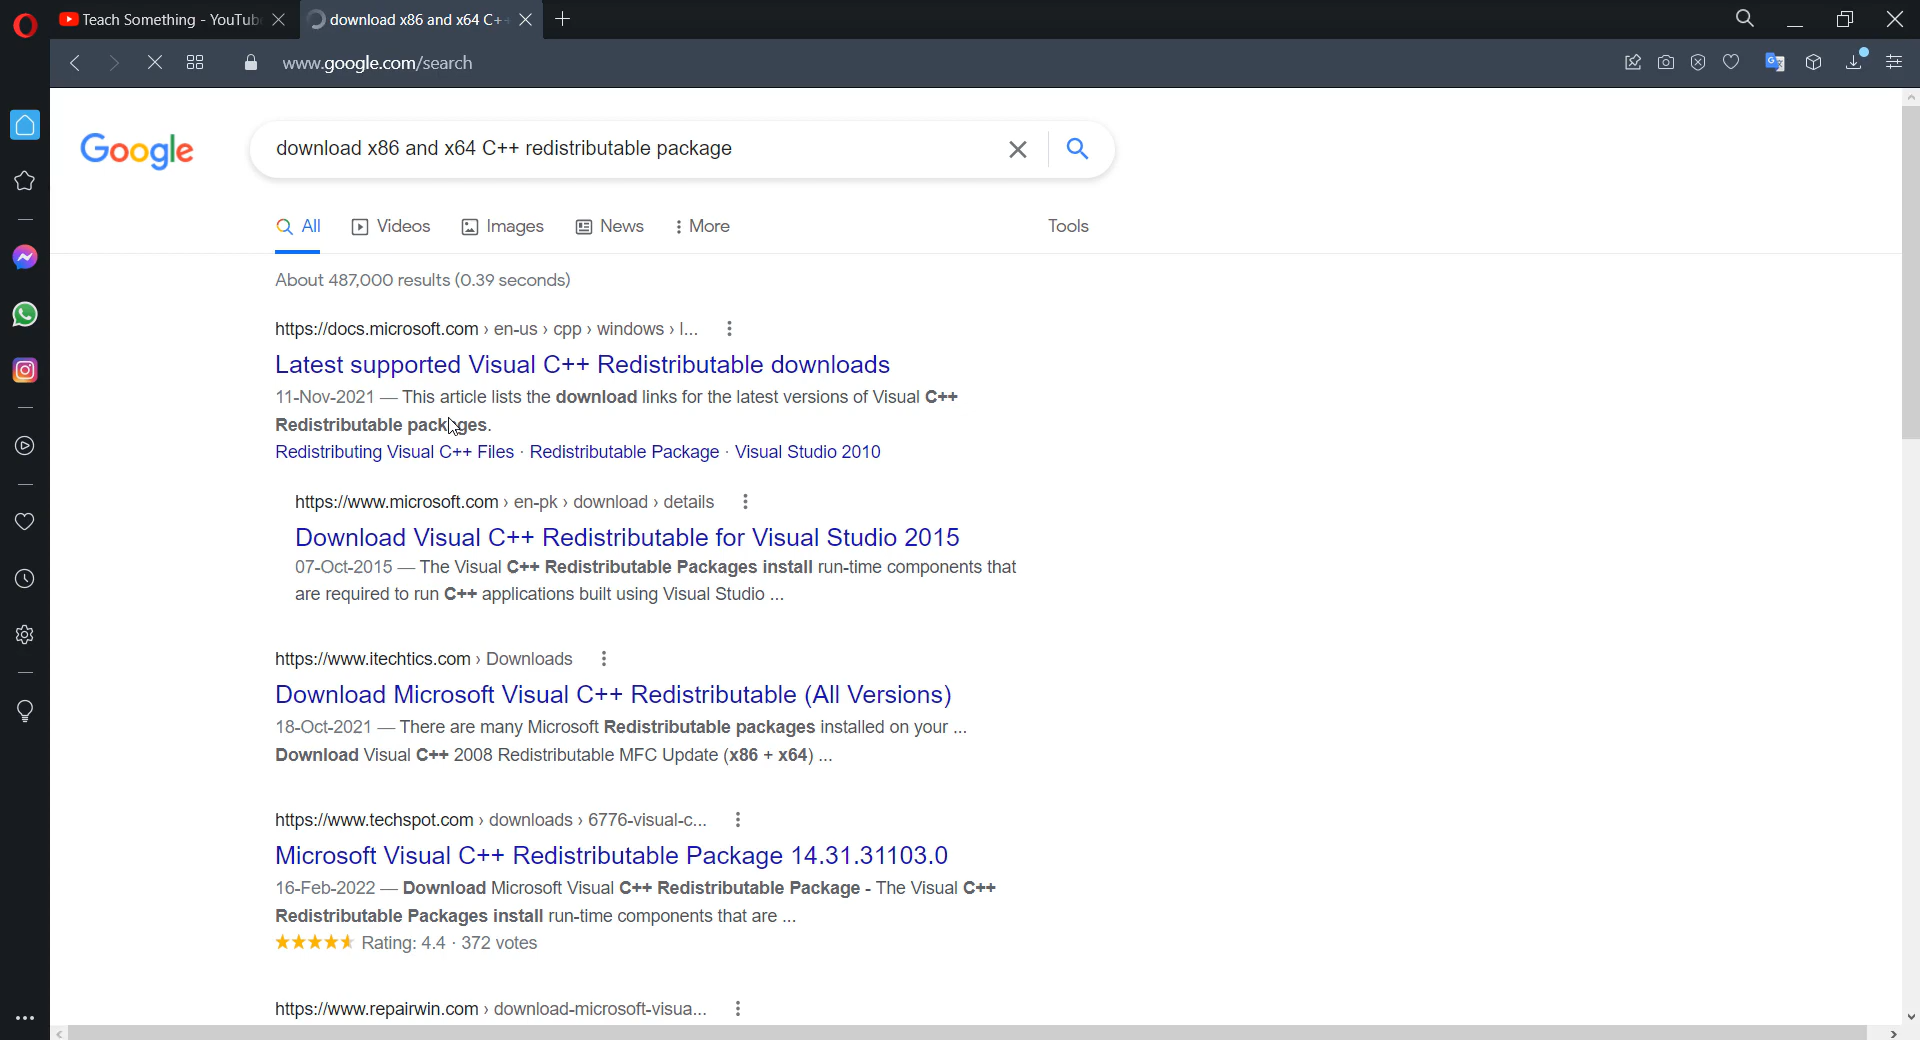 Teach Something - YouTub
download x86 and x64 C++
www.google.com/search
Google
download x86 and x64 C++ redistributable package
All Videos Images News More Tools
About 487,000 results (0.39 seconds)
https://docs.microsoft.com › en-us › cpp › windows › l...
Latest supported Visual C++ Redistributable downloads
11-Nov-2021 — This article lists the download links for the latest versions of Visual C++
Redistributable packages.
Redistributing Visual C++ Files · Redistributable Package · Visual Studio 2010
https://www.microsoft.com › en-pk › download › details
Download Visual C++ Redistributable for Visual Studio 2015
07-Oct-2015 — The Visual C++ Redistributable Packages install run-time components that
are required to run C++ applications built using Visual Studio ...
https://www.itechtics.com › Downloads
Download Microsoft Visual C++ Redistributable (All Versions)
18-Oct-2021 — There are many Microsoft Redistributable packages installed on your ...
Download Visual C++ 2008 Redistributable MFC Update (x86 + x64) ...
https://www.techspot.com › downloads › 6776-visual-c...
Microsoft Visual C++ Redistributable Package 14.31.31103.0
16-Feb-2022 — Download Microsoft Visual C++ Redistributable Package - The Visual C++
Redistributable Packages install run-time components that are ...
Rating: 4.4 · 372 votes
https://www.repairwin.com › download-microsoft-visua...